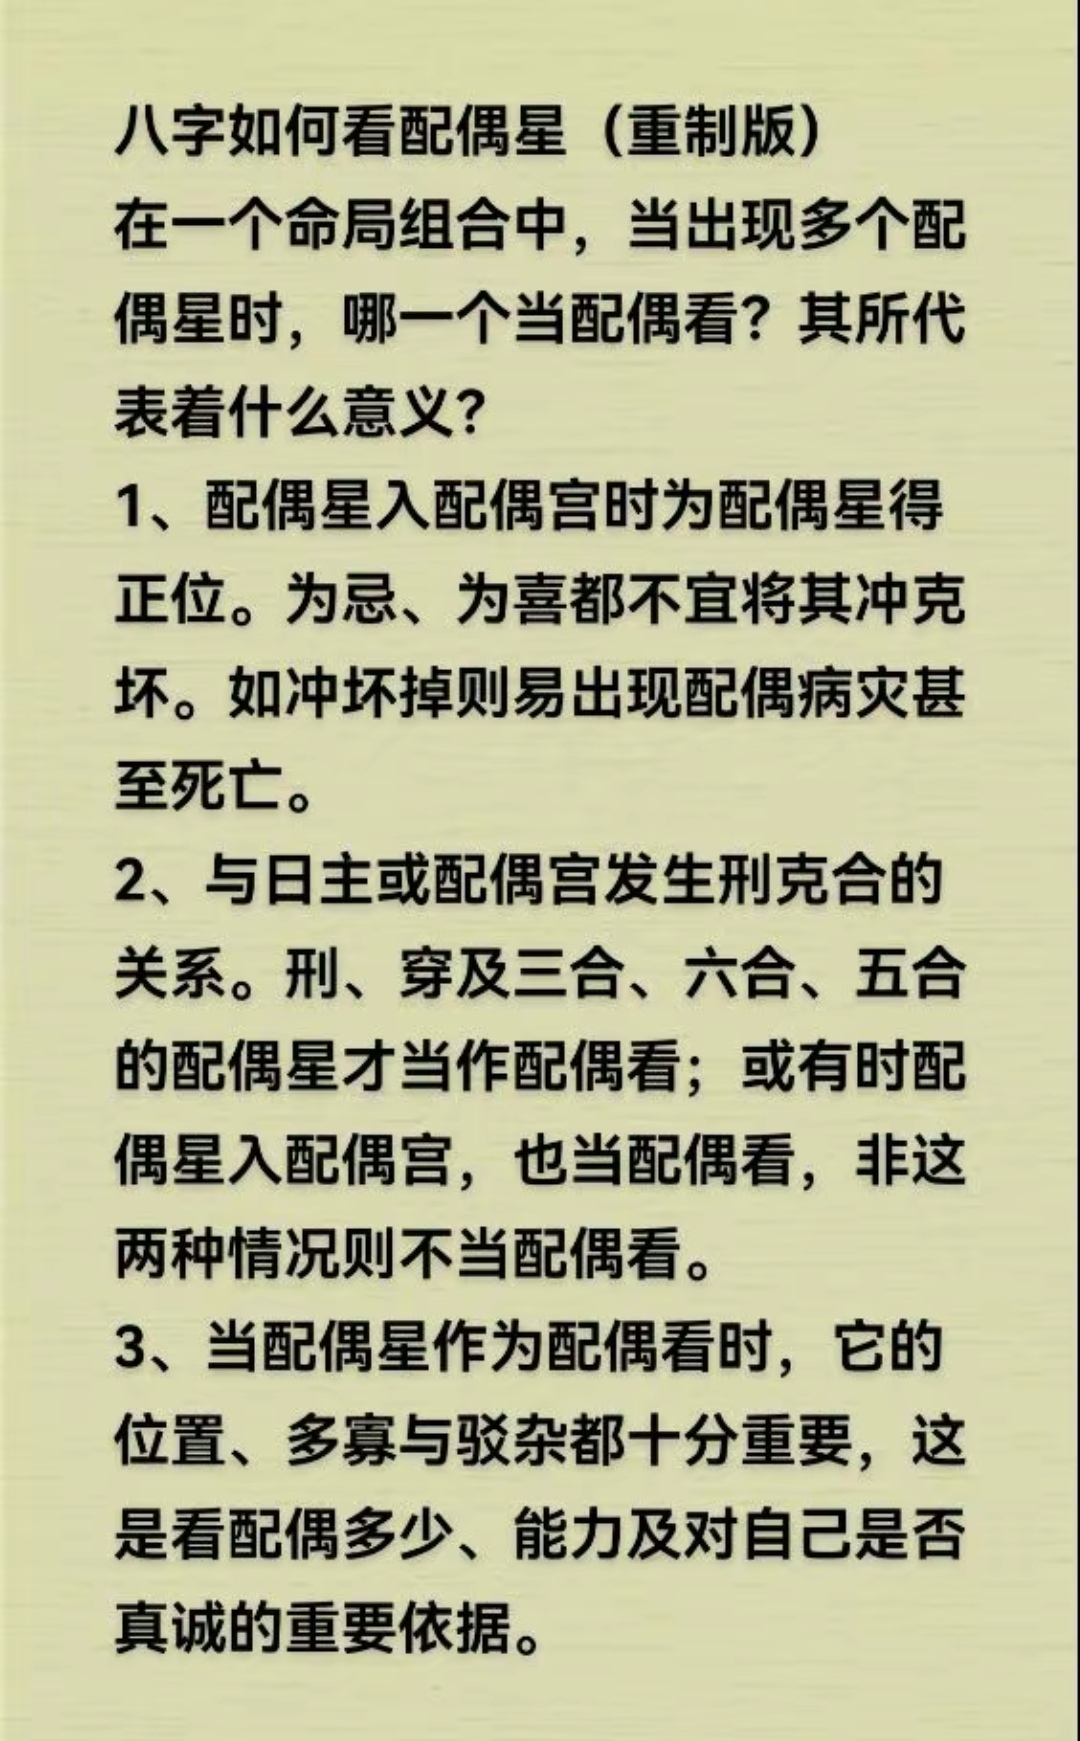 八字如何看配偶星（重制版）
在一个命局组合中，当出现多个配
偶星时，哪一个当配偶看？其所代
表着什么意义？
1、配偶星入配偶宫时为配偶星得
正位。为忌、为喜都不宜将其冲克
坏。如冲坏掉则易出现配偶病灾甚
至死亡。
2、与日主或配偶宫发生刑克合的
关系。刑、穿及三合、六合、五合
的配偶星才当作配偶看；或有时配
偶星入配偶宫，也当配偶看，非这
两种情况则不当配偶看。
3、当配偶星作为配偶看时，它的
位置、多寡与驳杂都十分重要，这
是看配偶多少、能力及对自己是否
真诚的重要依据。